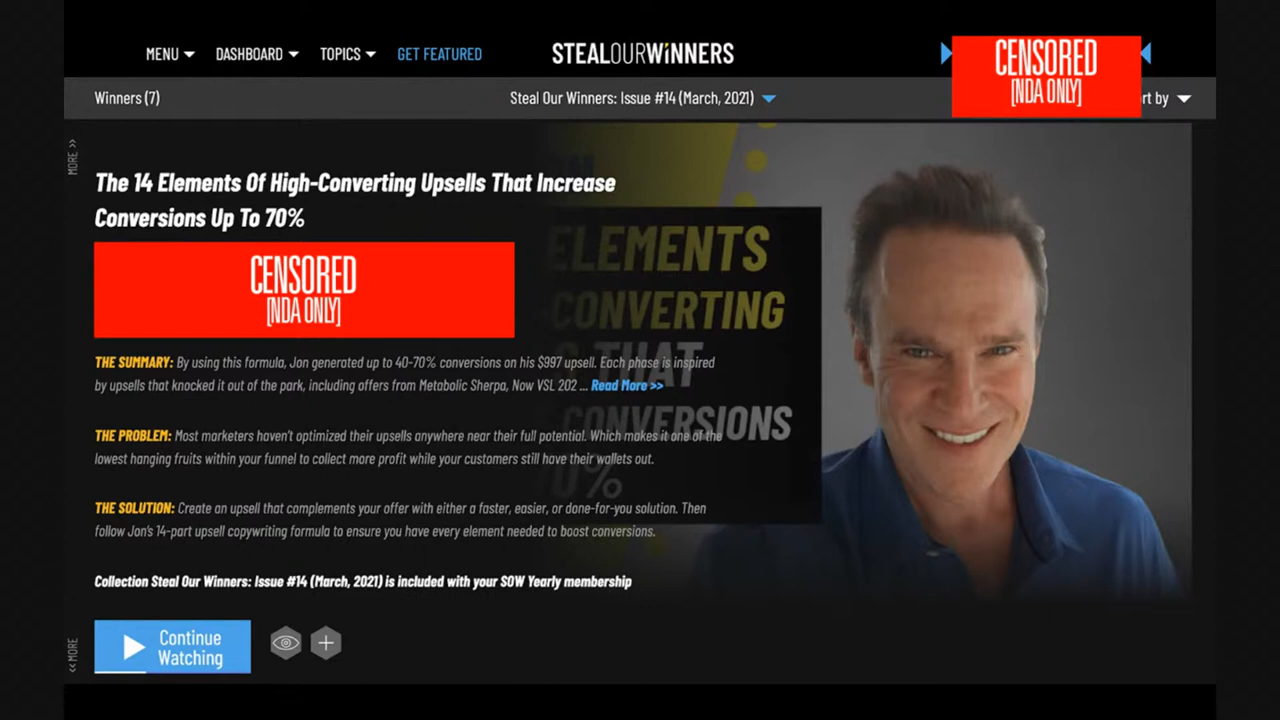 MENU DASHBOARD TOPICS GET FEATURED STEALOURWiNNERS CENSORED
[NDA ONLY]
Winners (7) Steal Our Winners: Issue #14 (March, 2021) rt by
MORE >>
The 14 Elements Of High-Converting Upsells That Increase
Conversions Up To 70%
CENSORED
[NDA ONLY]
ELEMENTS
-CONVERTING
THAT
CONVERSIONS
0%
THE SUMMARY: By using this formula, Jon generated up to 40-70% conversions on his $997 upsell. Each phase is inspired
by upsells that knocked it out of the park, including offers from Metabolic Sherpa, Now VSL 202 ... Read More >>
THE PROBLEM: Most marketers haven't optimized their upsells anywhere near their full potential. Which makes it one of the
lowest hanging fruits within your funnel to collect more profit while your customers still have their wallets out.
THE SOLUTION: Create an upsell that complements your offer with either a faster, easier, or done-for-you solution. Then
follow Jon's 14-part upsell copywriting formula to ensure you have every element needed to boost conversions.
Collection Steal Our Winners: Issue #14 (March, 2021) is included with your SOW Yearly membership
<< MORE
Continue
Watching